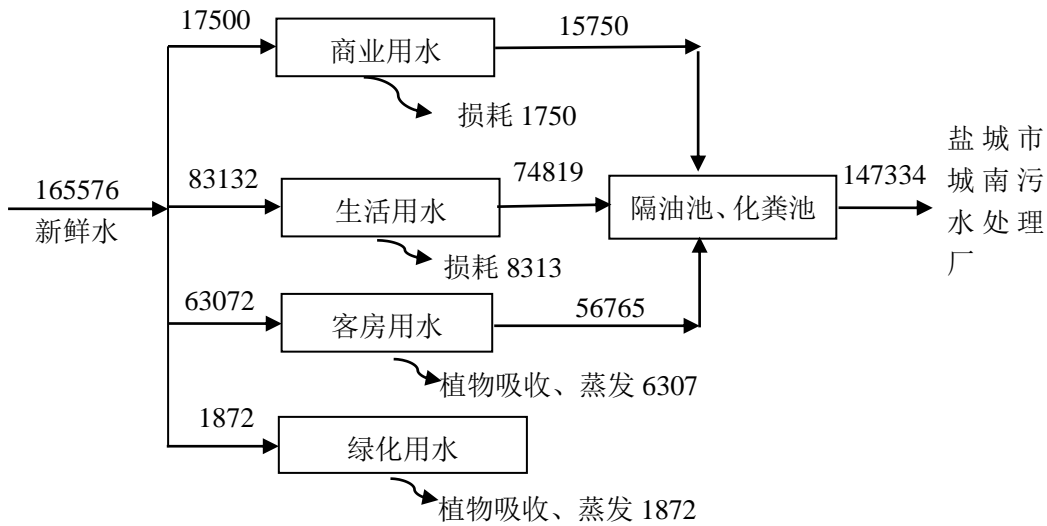 17500
商业用水
15750
损耗 1750
165576
新鲜水
83132
生活用水
74819
损耗 8313
隔油池、化粪池
147334
盐城市
城南污
水处理
厂
63072
客房用水
56765
植物吸收、蒸发 6307
1872
绿化用水
植物吸收、蒸发 1872